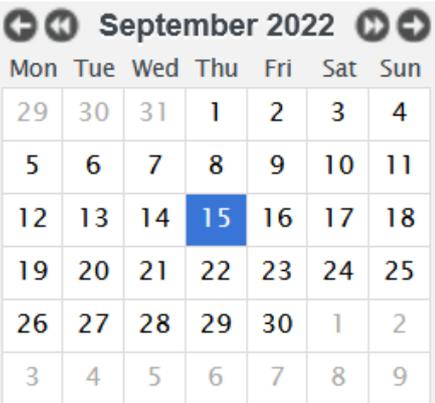 September 2022
Mon Tue Wed Thu Fri Sat Sun
29 30 31 1 2 3 4
5 6 7 8 9 10 11
12 13 14 15 16 17 18
19 20 21 22 23 24 25
26 27 28 29 30 1 2
3 4 5 6 7 8 9